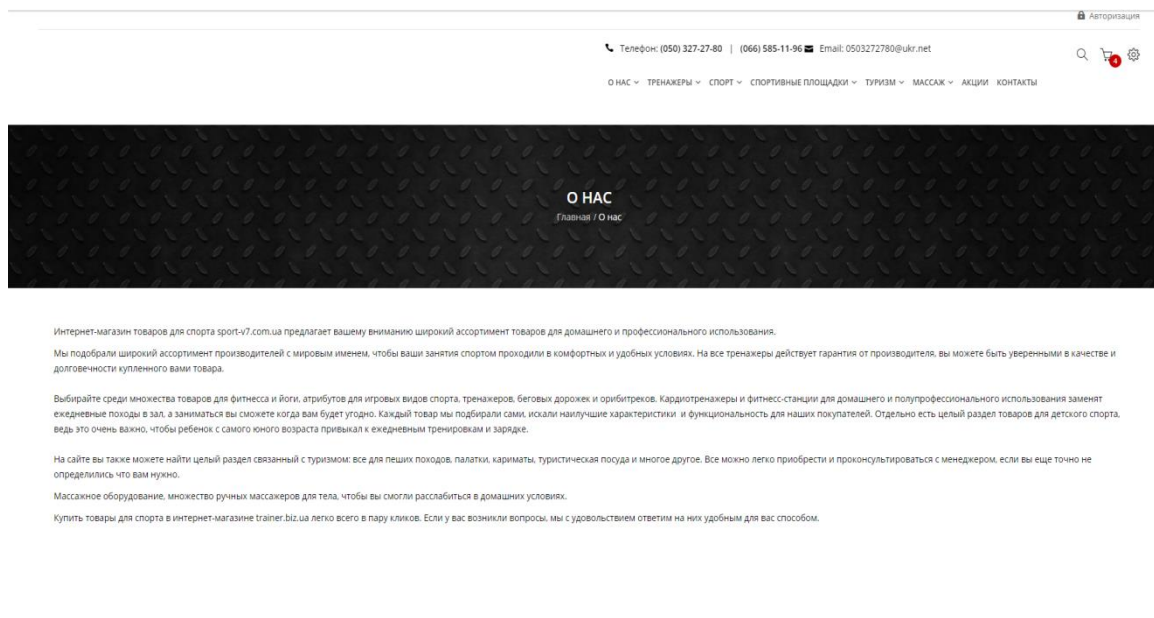 Авторизация
Телефон: (050) 327-27-80 | (066) 585-11-96 Email: 0503272780@ukr.net
4
О НАС ТРЕНАЖЕРЫ СПОРТ СПОРТИВНЫЕ ПЛОЩАДКИ ТУРИЗМ МАССАЖ АКЦИИ КОНТАКТЫ
О НАС
Главная / О нас
Интернет-магазин товаров для спорта sport-v7.com.ua предлагает вашему вниманию широкий ассортимент товаров для домашнего и профессионального использования.
Мы подобрали широкий ассортимент производителей с мировым именем, чтобы ваши занятия спортом проходили в комфортных и удобных условиях. На все тренажеры действует гарантия от производителя, вы можете быть уверенными в качестве и
долговечности купленного вами товара.
Выбирайте среди множества товаров для фитнесса и йоги, атрибутов для игровых видов спорта, тренажеров, беговых дорожек и орибитреков. Кардиотренажеры и фитнесс-станции для домашнего и полупрофессионального использования заменят
ежедневные походы в зал, а заниматься вы сможете когда вам будет угодно. Каждый товар мы подбирали сами, искали наилучшие характеристики и функциональность для наших покупателей. Отдельно есть целый раздел товаров для детского спорта,
ведь это очень важно, чтобы ребенок с самого юного возраста привыкал к ежедневным тренировкам и зарядке.
На сайте вы также можете найти целый раздел связанный с туризмом: все для пеших походов, палатки, кариматы, туристическая посуда и многое другое. Все можно легко приобрести и проконсультироваться с менеджером, если вы еще точно не
определились что вам нужно.
Массажное оборудование, множество ручных массажеров для тела, чтобы вы смогли расслабиться в домашних условиях.
Купить товары для спорта в интернет-магазине trainer.biz.ua легко всего в пару кликов. Если у вас возникли вопросы, мы с удовольствием ответим на них удобным для вас способом.